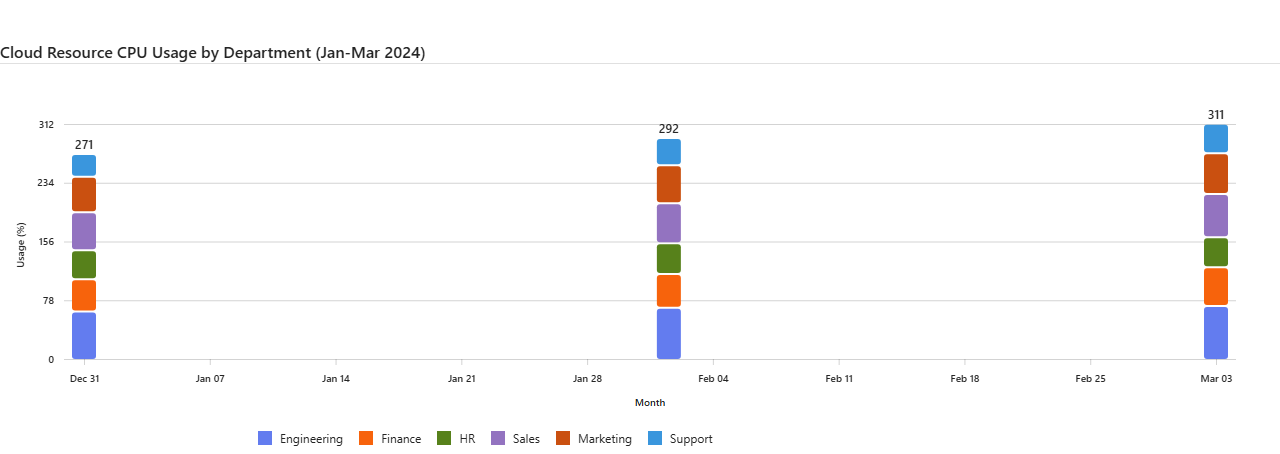 Cloud Resource CPU Usage by Department (Jan-Mar 2024)
271
292
311
312
234
156
78
0
Usage (%)
Dec 31 Jan 07 Jan 14 Jan 21 Jan 28 Feb 04 Feb 11 Feb 18 Feb 25 Mar 03
Month
Engineering Finance HR Sales Marketing Support